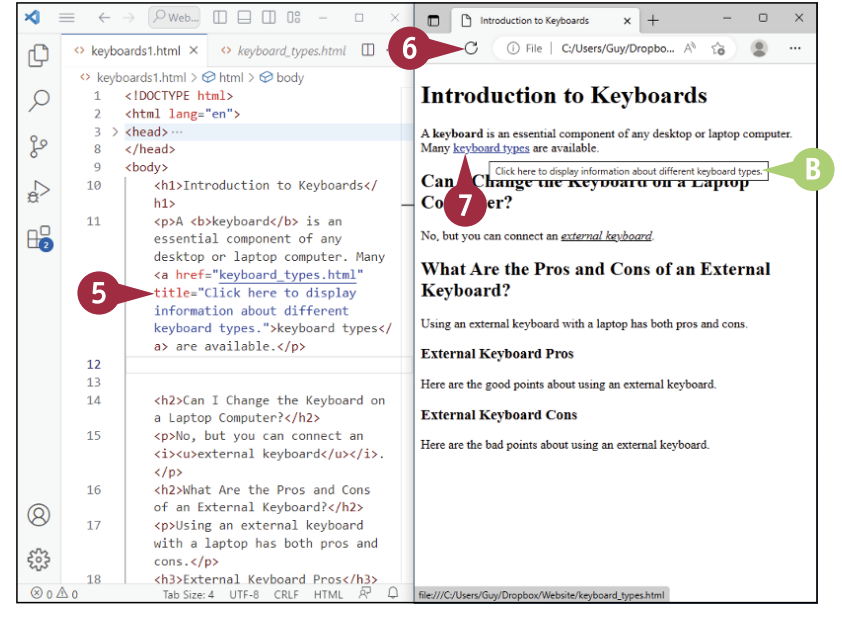 Web...
keyboards1.html
keyboard_types.html
keyboards1.html > html > body
1 <!DOCTYPE html>
2 <html lang="en">
3 > <head>…
8 </head>
9 <body>
10 <h1>Introduction to Keyboards</
h1>
11 <p>A <b>keyboard</b> is an
essential component of any
desktop or laptop computer. Many
<a href="keyboard_types.html"
5
title="Click here to display
information about different
keyboard types.">keyboard types</
a> are available.</p>
12
13
14 <h2>Can I Change the Keyboard on
a Laptop Computer?</h2>
15 <p>No, but you can connect an
<i><u>external keyboard</u></i>.
</p>
16 <h2>What Are the Pros and Cons
of an External Keyboard?</h2>
17 <p>Using an external keyboard
with a laptop has both pros and
cons.</p>
18 <h3>External Keyboard Pros</h3>
2
0 0 Tab Size: 4 UTF-8 CRLF HTML
Introduction to Keyboards
6
File C:/Users/Guy/Dropbo...
Introduction to Keyboards
A keyboard is an essential component of any desktop or laptop computer.
Many keyboard types are available.
Click here to display information about different keyboard types.
B
7
Can Change the Keyboard on a Laptop
Co er?
No, but you can connect an external keyboard.
What Are the Pros and Cons of an External
Keyboard?
Using an external keyboard with a laptop has both pros and cons.
External Keyboard Pros
Here are the good points about using an external keyboard.
External Keyboard Cons
Here are the bad points about using an external keyboard.
file:///C:/Users/Guy/Dropbox/Website/keyboard_types.html